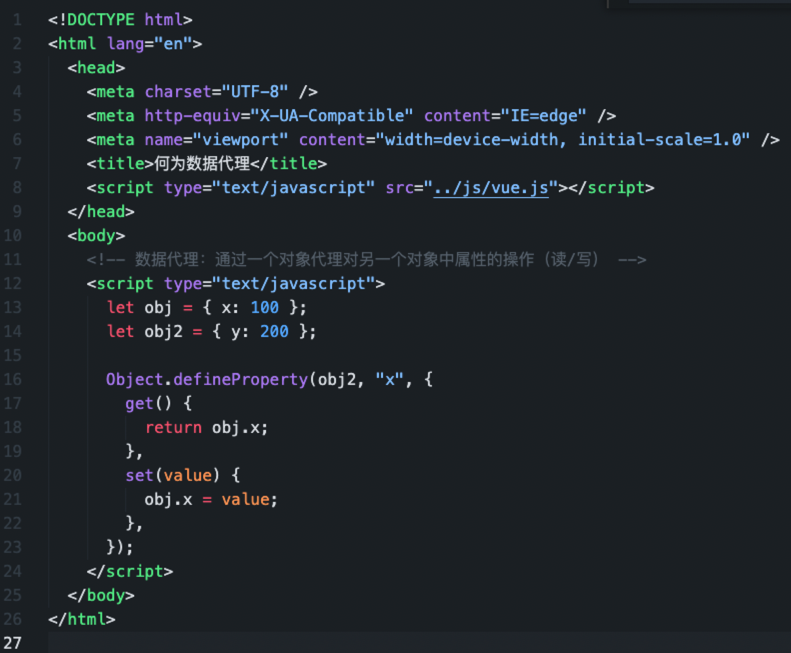 1 <!DOCTYPE html>
2 <html lang="en">
3   <head>
4     <meta charset="UTF-8" />
5     <meta http-equiv="X-UA-Compatible" content="IE=edge" />
6     <meta name="viewport" content="width=device-width, initial-scale=1.0" />
7     <title>何为数据代理</title>
8     <script type="text/javascript" src="../js/vue.js"></script>
9   </head>
10   <body>
11     <!-- 数据代理：通过一个对象代理对另一个对象中属性的操作（读/写） -->
12     <script type="text/javascript">
13       let obj = { x: 100 };
14       let obj2 = { y: 200 };
15
16       Object.defineProperty(obj2, "x", {
17         get() {
18           return obj.x;
19         },
20         set(value) {
21           obj.x = value;
22         },
23       });
24     </script>
25   </body>
26 </html>
27